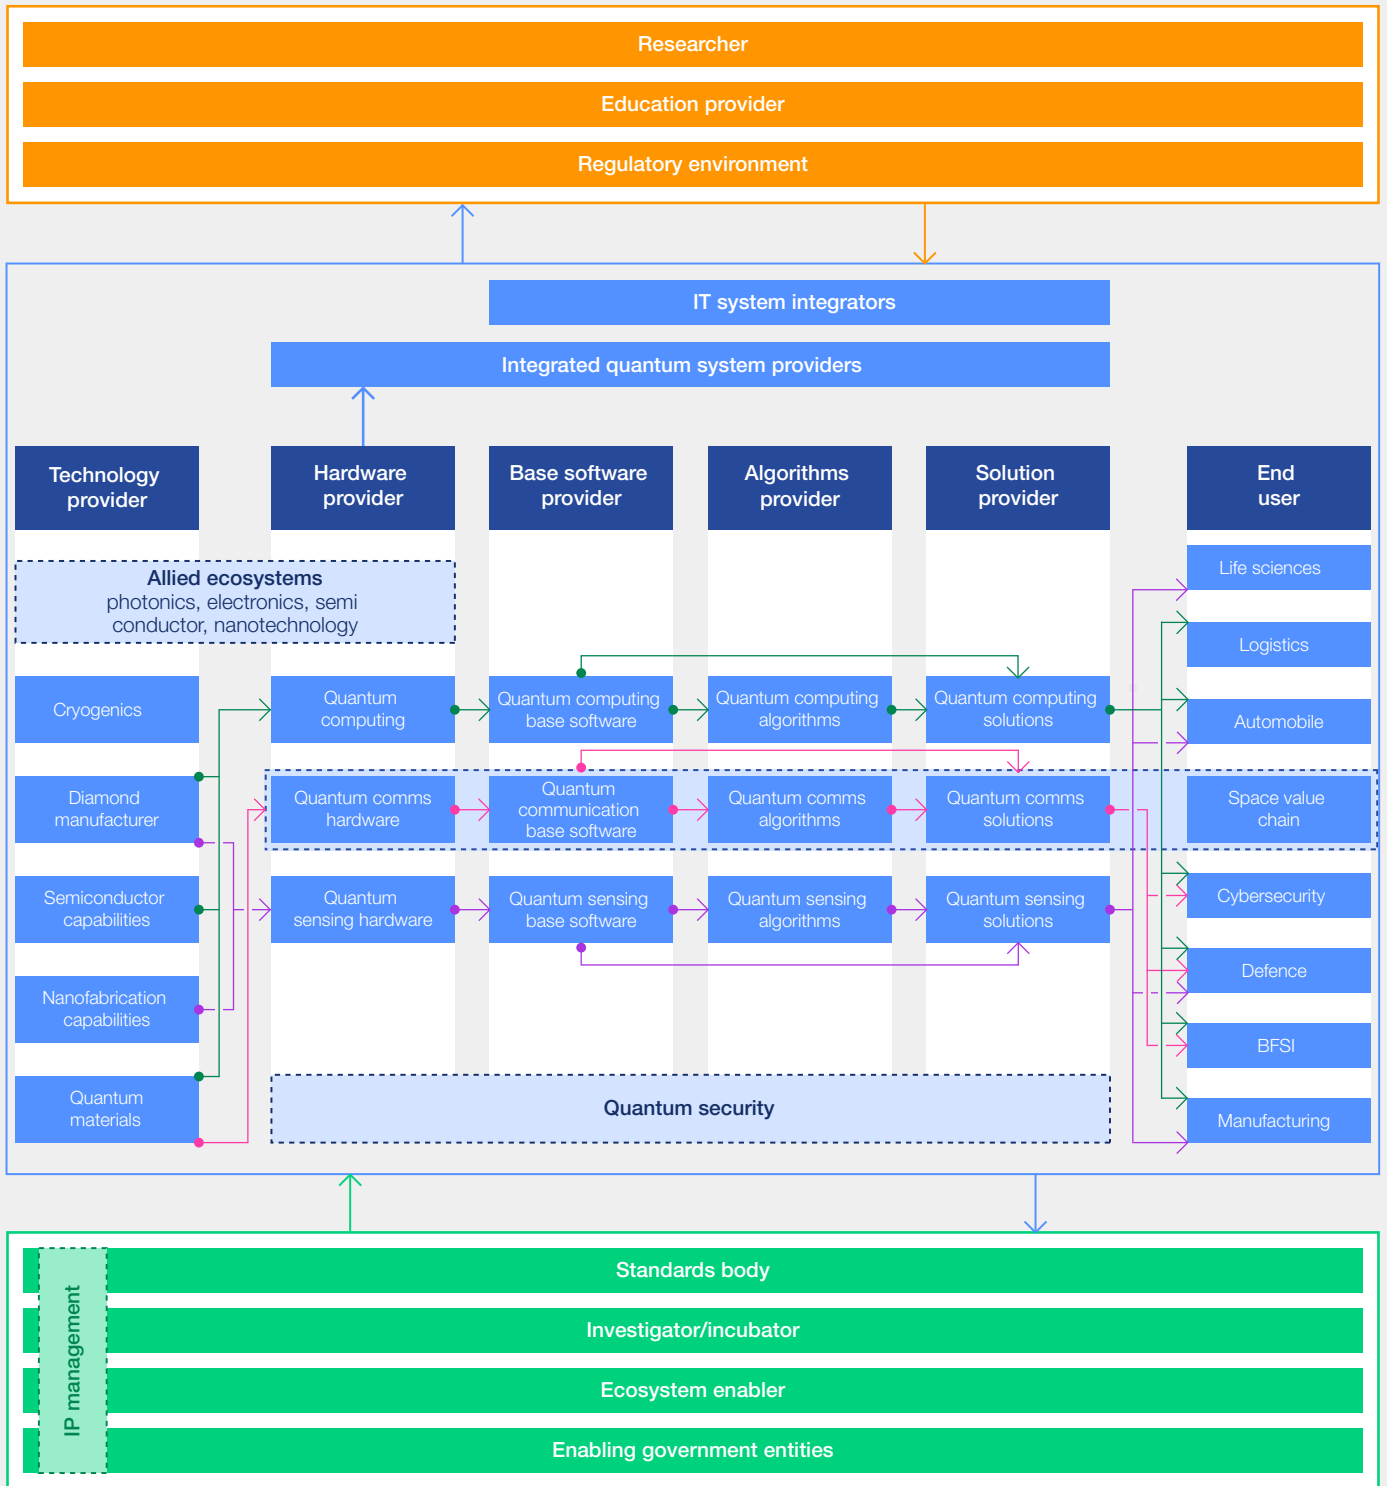 Researcher
Education provider
Regulatory environment
IT system integrators
Integrated quantum system providers
Technology
provider
Hardware
provider
Base software
provider
Algorithms
provider
Solution
provider
End
user
Allied ecosystems
photonics, electronics, semi
conductor, nanotechnology
Cryogenics
Diamond
manufacturer
Semiconductor
capabilities
Nanofabrication
capabilities
Quantum
materials
Quantum
computing
Quantum comms
hardware
Quantum
sensing hardware
Quantum computing
base software
Quantum
communication
base software
Quantum sensing
base software
Quantum computing
algorithms
Quantum comms
algorithms
Quantum sensing
algorithms
Quantum computing
solutions
Quantum comms
solutions
Quantum sensing
solutions
Quantum security
Life sciences
Logistics
Automobile
Space value
chain
Cybersecurity
Defence
BFSI
Manufacturing
IP management
Standards body
Investigator/incubator
Ecosystem enabler
Enabling government entities